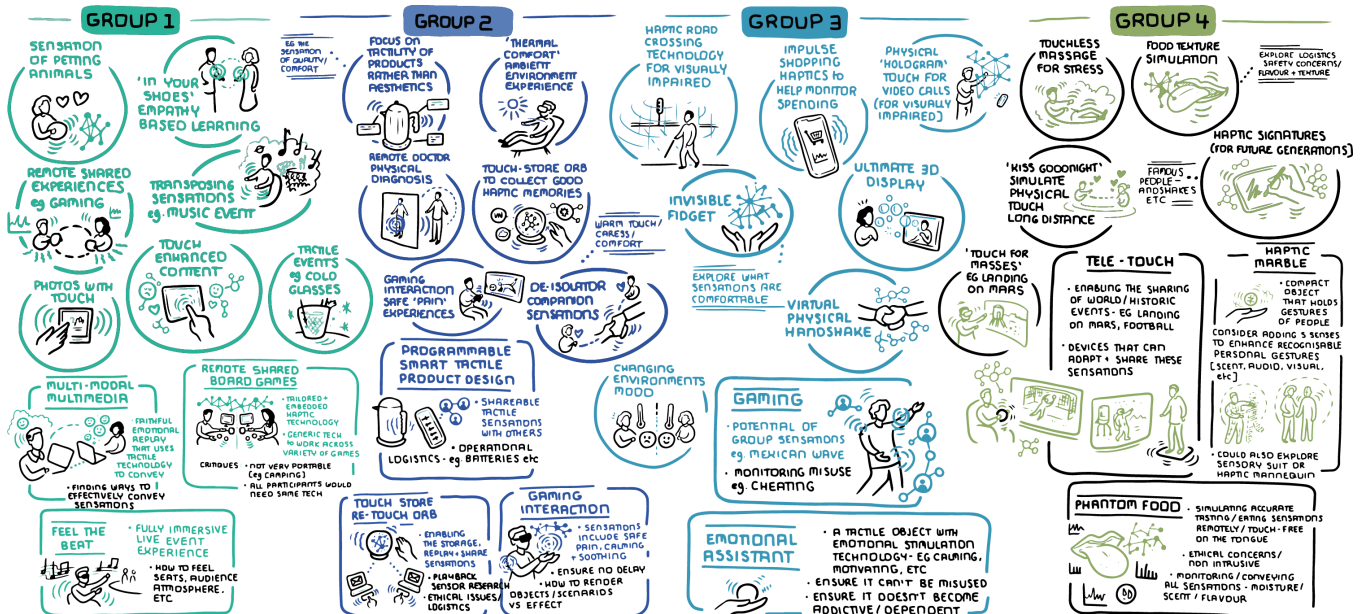 GROUP 1
SENSATION
OF PETTING
ANIMALS
'IN YOUR
SHOES'
EMPATHY
BASED LEARNING
REMOTE SHARED
EXPERIENCES
eg GAMING
TRANSPOSING
SENSATIONS
eg. MUSIC EVENT
PHOTOS WITH
TOUCH
TOUCH
ENHANCED
CONTENT
TACTILE
EVENTS
eg COLD
GLASSES
MULTI-MODAL
MULTIMEDIA
• FAITHFUL
EMOTIONAL
REPLAY
THAT USES
TACTILE
TECHNOLOGY
TO CONVEY
• FINDING WAYS TO
EFFECTIVELY CONVEY
SENSATIONS
REMOTE SHARED
BOARD GAMES
• TAILORED +
EMBEDDED
HAPTIC
TECHNOLOGY
• GENERIC TECH
to WORK ACROSS
VARIETY OF GAMES
CRITIQUES • NOT VERY PORTABLE
(eg CAMPING)
• ALL PARTICIPANTS WOULD
NEED SAME TECH
FEEL THE
BEAT
• FULLY IMMERSIVE
LIVE EVENT
EXPERIENCE
• HOW TO FEEL
SEATS, AUDIENCE
ATMOSPHERE,
ETC
GROUP 2
EG THE
SENSATION
OF QUALITY/
COMFORT
FOCUS ON
TACTILITY OF
PRODUCTS
RATHER THAN
AESTHETICS
'THERMAL
COMFORT'
AMBIENT
ENVIRONMENT
EXPERIENCE
REMOTE DOCTOR
PHYSICAL
DIAGNOSIS
TOUCH-STORE ORB
TO COLLECT GOOD
HAPTIC MEMORIES
WARM TOUCH/
CARESS/
COMFORT
GAMING
INTERACTION
SAFE 'PAIN'
EXPERIENCES
DE-ISOLATOR
COMPANION
SENSATIONS
PROGRAMMABLE
SMART TACTILE
PRODUCT DESIGN
• SHAREABLE
TACTILE
SENSATIONS
WITH OTHERS
• OPERATIONAL
LOGISTICS - eg. BATTERIES etc
TOUCH STORE
RE-TOUCH ORB
• ENABLING
THE STORAGE,
REPLAY + SHARE
SENSATIONS
• PLAYBACK
SENSOR RESEARCH
• ETHICAL ISSUES/
LOGISTICS
GAMING
INTERACTION
• SENSATIONS
INCLUDE SAFE
PAIN, CALMING
+ SOOTHING
• ENSURE NO DELAY
• HOW TO RENDER
OBJECTS / SCENARIOS
VS EFFECT
GROUP 3
HAPTIC ROAD
CROSSING
TECHNOLOGY
FOR VISUALLY
IMPAIRED
IMPULSE
SHOPPING
HAPTICS to
HELP MONITOR
SPENDING
PHYSICAL
'HOLOGRAM'
TOUCH FOR
VIDEO CALLS
(FOR VISUALLY
IMPAIRED]
INVISIBLE
FIDGET
ULTIMATE 3D
DISPLAY
EXPLORE WHAT
SENSATIONS ARE
COMFORTABLE
VIRTUAL
PHYSICAL
HANDSHAKE
CHANGING
ENVIRONMENTS
MOOD
GAMING
• POTENTIAL OF
GROUP SENSATIONS
eg. MEXICAN WAVE
• MONITORING MISUSE
eg. CHEATING
EMOTIONAL
ASSISTANT
• A TACTILE OBJECT WITH
EMOTIONAL STIMULATION
TECHNOLOGY - EG CALMING,
MOTIVATING, ETC
• ENSURE IT CAN'T BE MISUSED
• ENSURE IT DOESN'T BECOME
ADDICTIVE / DEPENDENT
GROUP 4
TOUCHLESS
MASSAGE
FOR STRESS
FOOD TEXTURE
SIMULATION
EXPLORE LOGISTICS
SAFETY CONCERNS/
FLAVOUR + TEXTURE
'KISS GOODNIGHT'
SIMULATE
PHYSICAL
TOUCH
LONG DISTANCE
FAMOUS
PEOPLE -
HANDSHAKES
ETC
HAPTIC SIGNATURES
(FOR FUTURE GENERATIONS]
'TOUCH FOR
MASSES'
EG LANDING
ON MARS
TELE - TOUCH
• ENABLING THE SHARING
OF WORLD/HISTORIC
EVENTS - EG LANDING
ON MARS, FOOTBALL
• DEVICES THAT CAN
ADAPT + SHARE THESE
SENSATIONS
HAPTIC
MARBLE
• COMPACT
OBJECT
THAT HOLDS
GESTURES
OF PEOPLE
CONSIDER ADDING 5 SENSES
TO ENHANCE RECOGNISABLE
PERSONAL GESTURES
[SCENT, AUDIO, VISUAL,
etc]
• COULD ALSO EXPLORE
SENSORY SUIT OR
HAPTIC MANNEQUIN
PHANTOM FOOD
• SIMULATING ACCURATE
TASTING/EATING SENSATIONS
REMOTELY / TOUCH-FREE
ON THE TONGUE
• ETHICAL CONCERNS/
NON INTRUSIVE
• MONITORING / CONVEYING
ALL SENSATIONS - MOISTURE/
SCENT / FLAVOUR